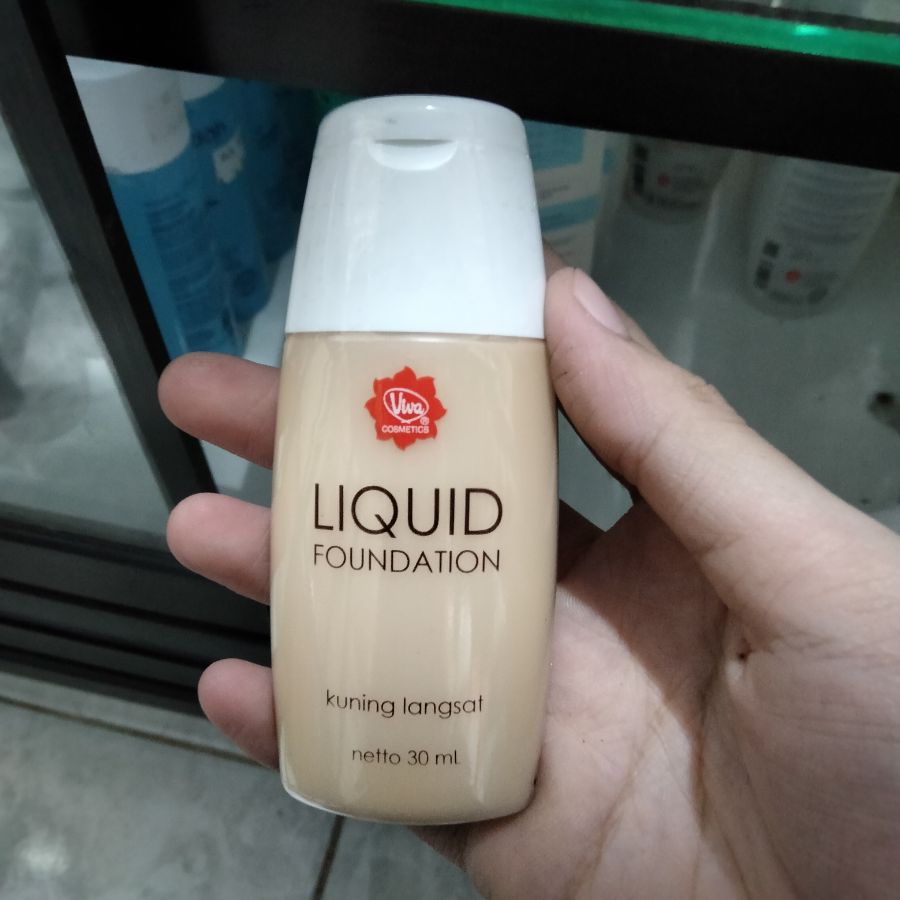 Viva
®
COSMETICS
LIQUID
FOUNDATION
kuning langsat
netto 30 ml